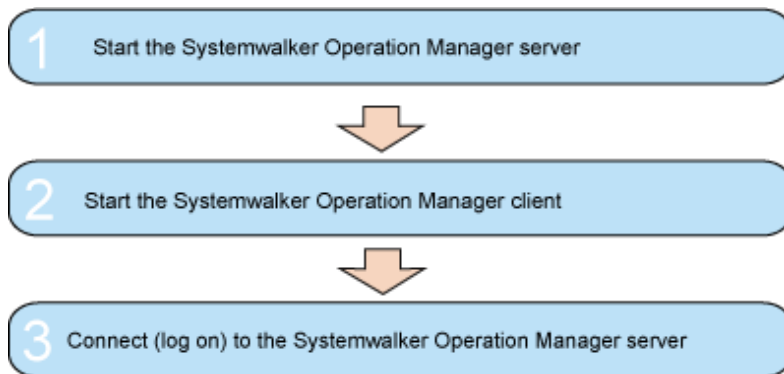 1 Start the Systemwalker Operation Manager server
2 Start the Systemwalker Operation Manager client
3 Connect (log on) to the Systemwalker Operation Manager server